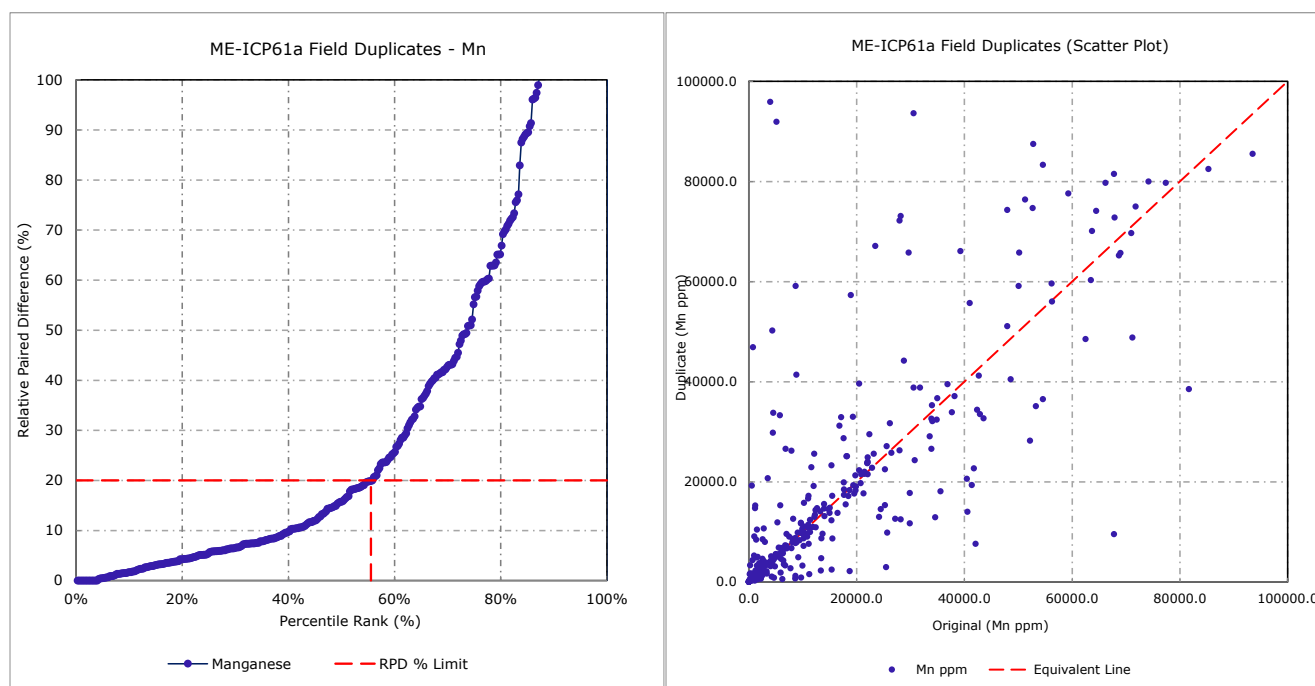 ME-ICP61a Field Duplicates - Mn
100
90
80
70
60
50
40
30
20
10
0
Relative Paired Difference (%)
0%
20%
40%
60%
80%
100%
Percentile Rank (%)
Manganese
RPD % Limit
ME-ICP61a Field Duplicates (Scatter Plot)
100000.0
80000.0
60000.0
40000.0
20000.0
0.0
Duplicate (Mn ppm)
0.0
20000.0
40000.0
60000.0
80000.0
100000.0
Original (Mn ppm)
Mn ppm
Equivalent Line